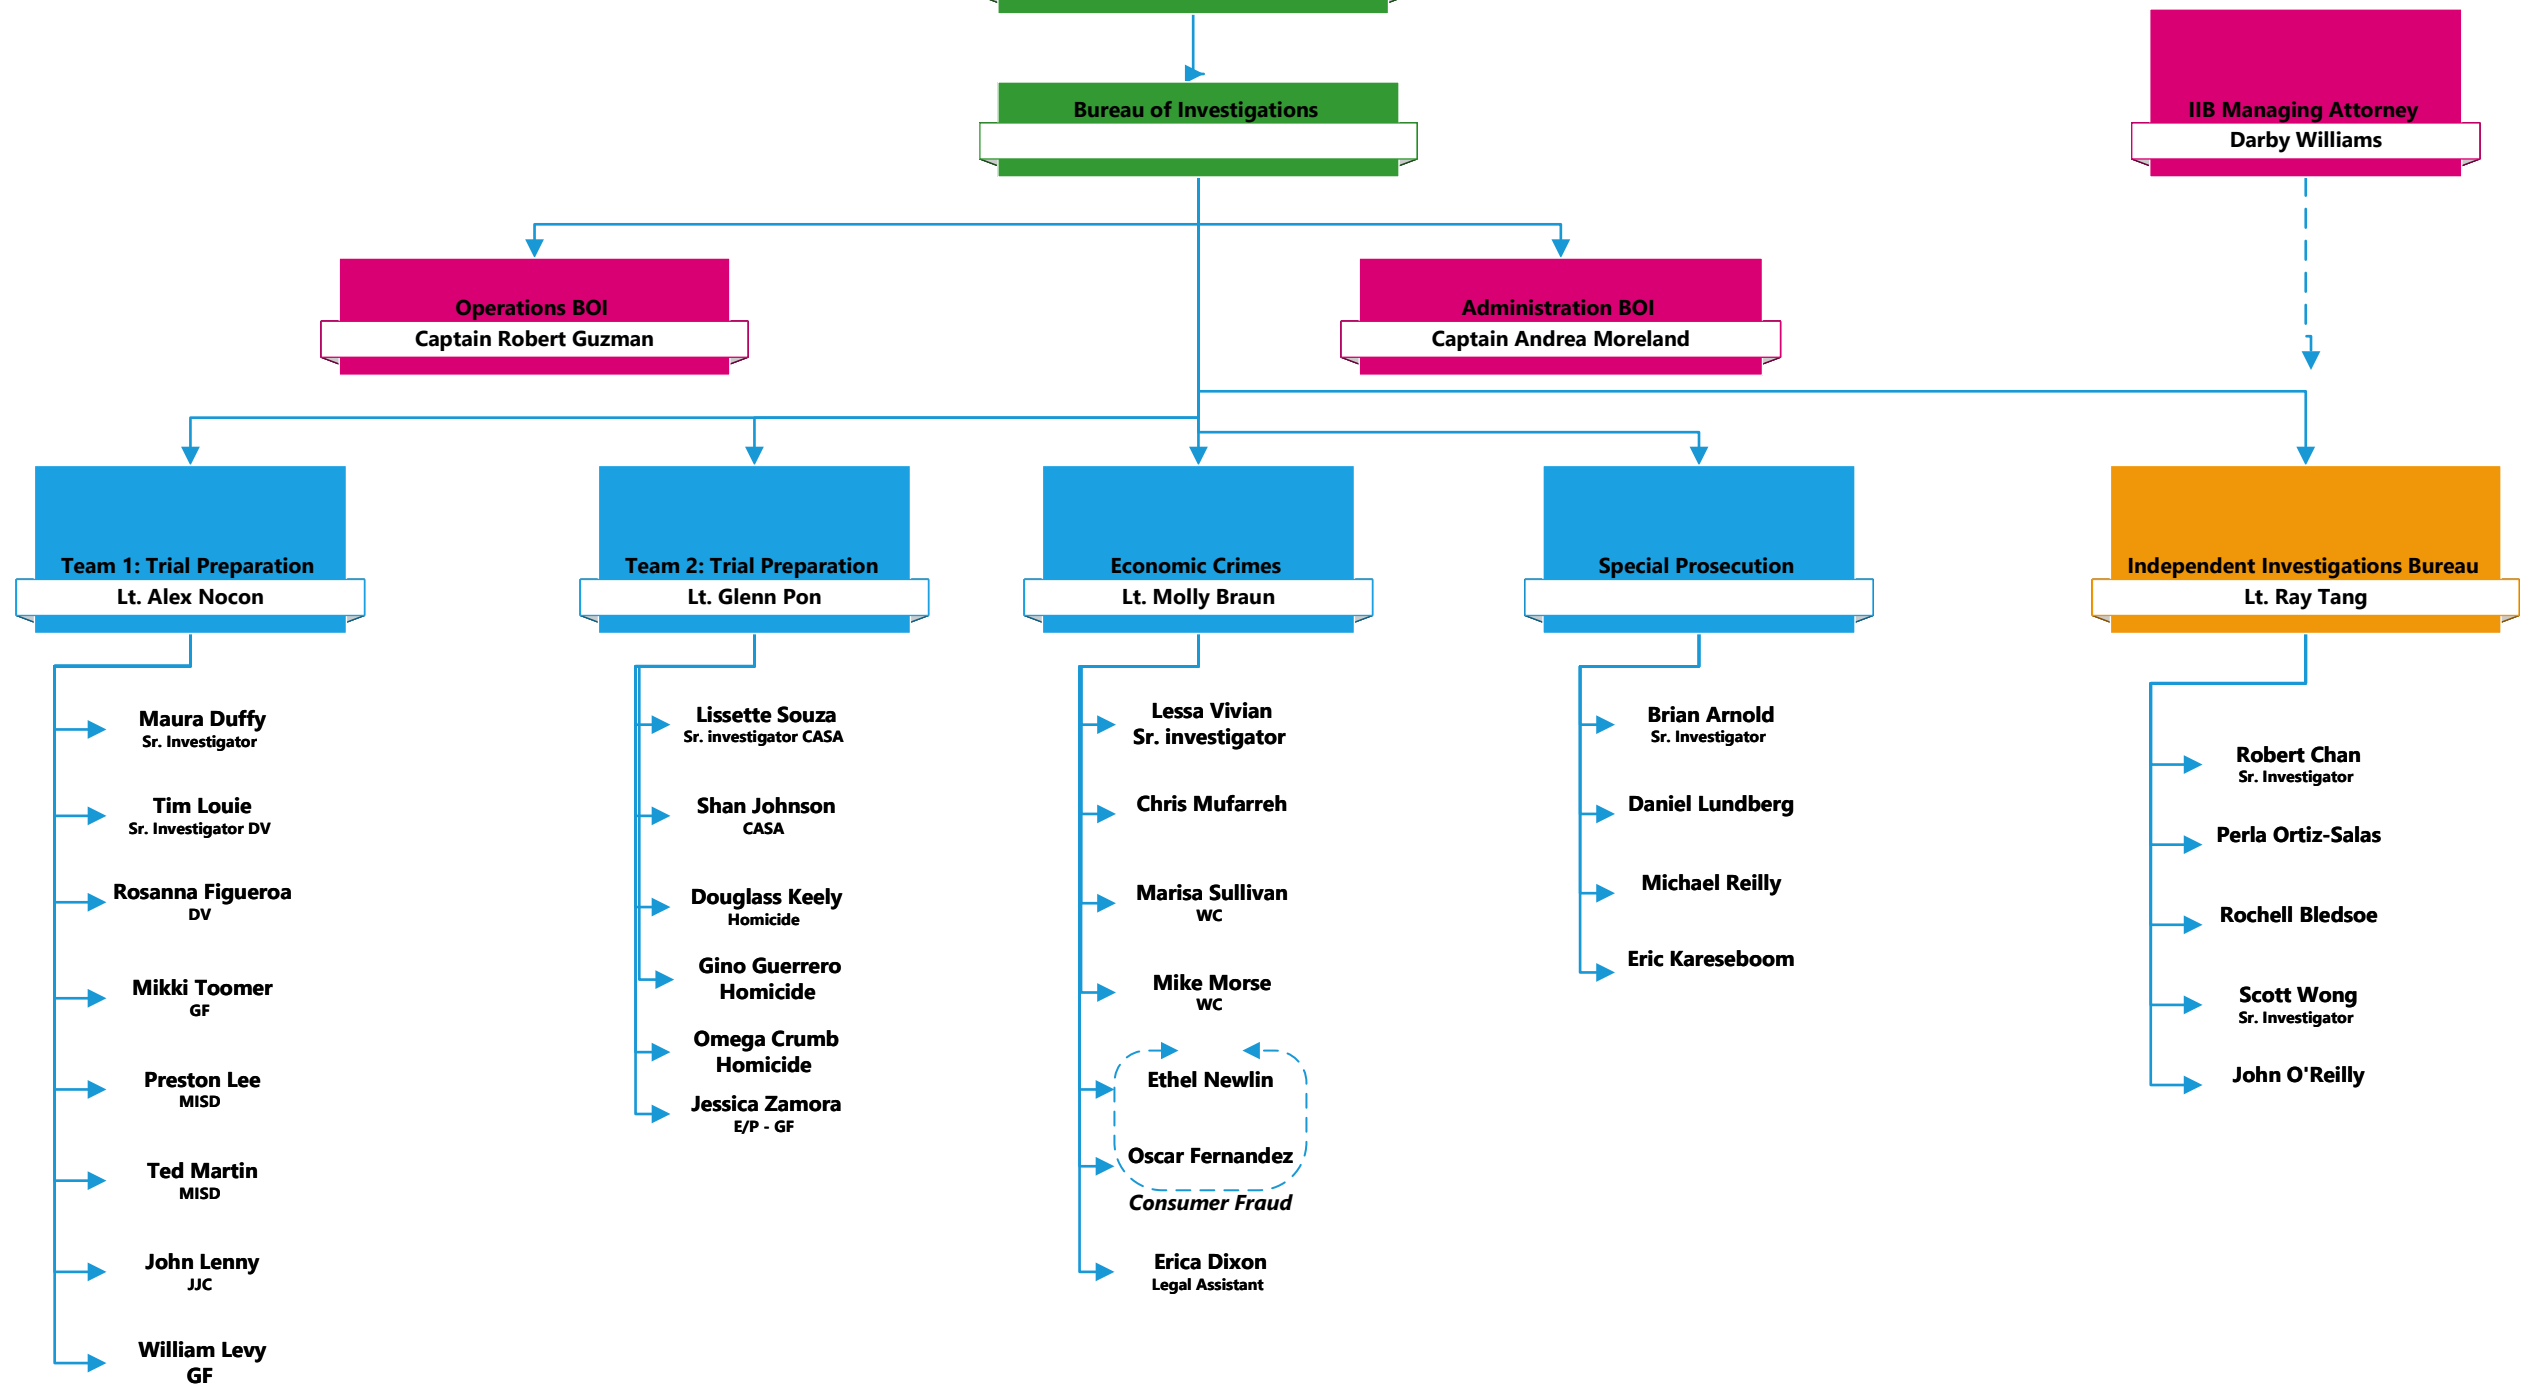 Bureau of Investigations
IIB Managing Attorney
Darby Williams
Operations BOI
Captain Robert Guzman
Administration BOI
Captain Andrea Moreland
Team 1: Trial Preparation
Lt. Alex Nocon
Team 2: Trial Preparation
Lt. Glenn Pon
Economic Crimes
Lt. Molly Braun
Special Prosecution
Independent Investigations Bureau
Lt. Ray Tang
Maura Duffy
Sr. Investigator
Tim Louie
Sr. Investigator DV
Rosanna Figueroa
DV
Mikki Toomer
GF
Preston Lee
MISD
Ted Martin
MISD
John Lenny
JJC
William Levy
GF
Lissette Souza
Sr. investigator CASA
Shan Johnson
CASA
Douglass Keely
Homicide
Gino Guerrero
Homicide
Omega Crumb
Homicide
Jessica Zamora
E/P - GF
Lessa Vivian
Sr. investigator
Chris Mufarreh
Marisa Sullivan
WC
Mike Morse
WC
Ethel Newlin
Oscar Fernandez
Consumer Fraud
Erica Dixon
Legal Assistant
Brian Arnold
Sr. Investigator
Daniel Lundberg
Michael Reilly
Eric Kareseboom
Robert Chan
Sr. Investigator
Perla Ortiz-Salas
Rochell Bledsoe
Scott Wong
Sr. Investigator
John O'Reilly